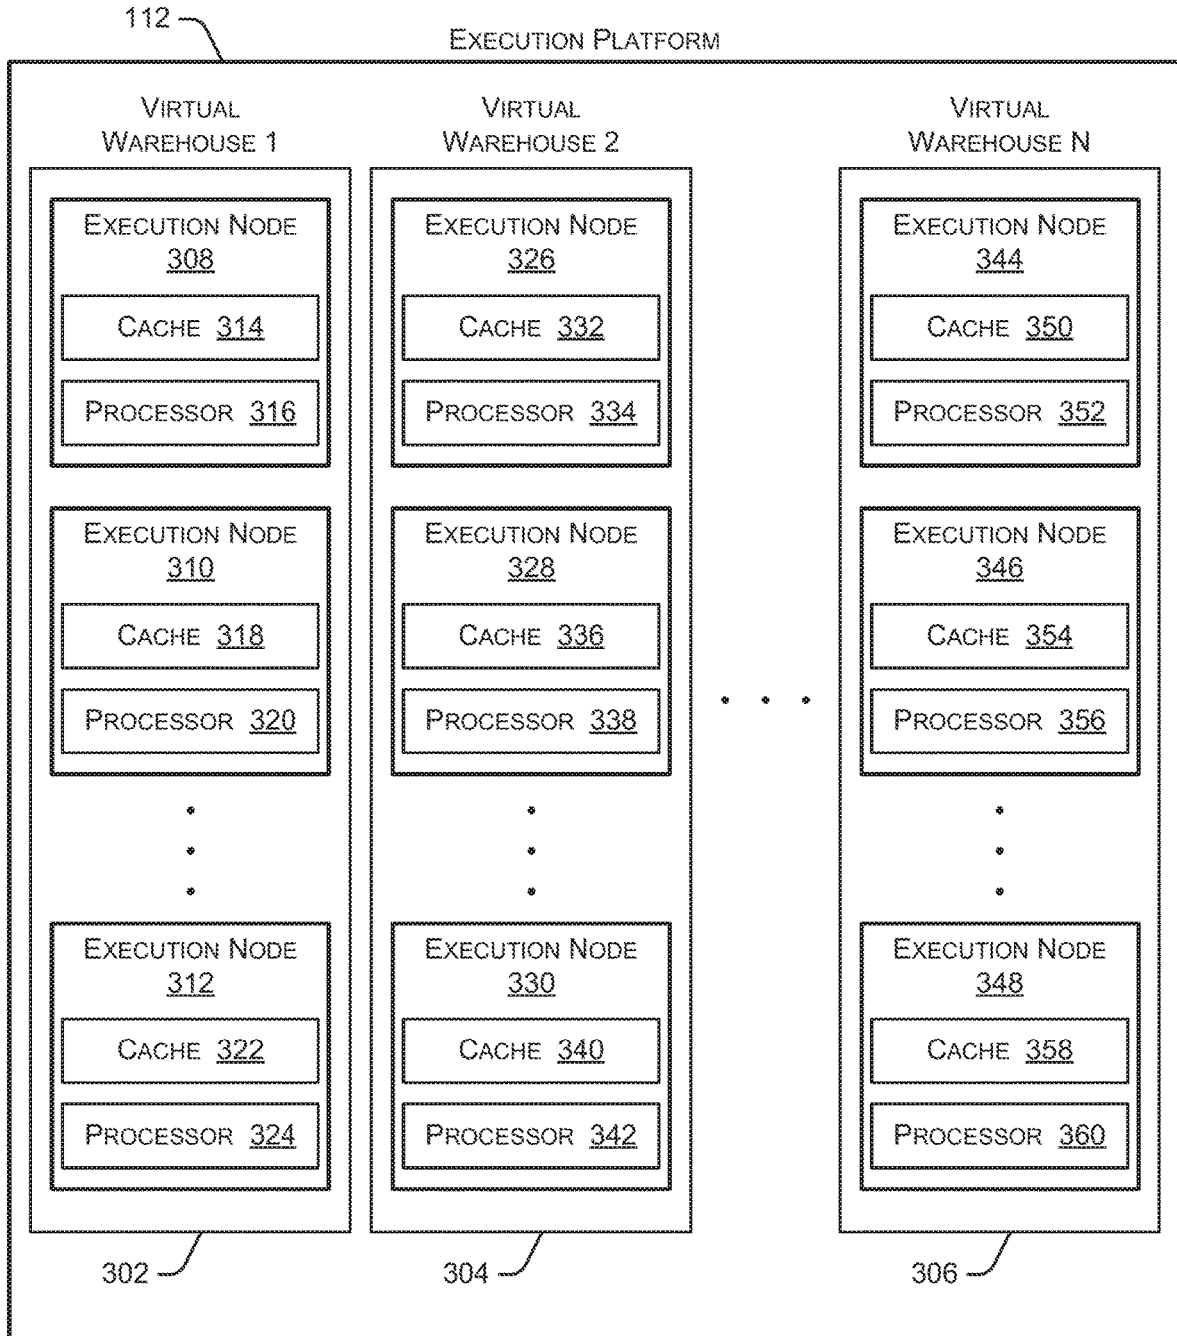 112
EXECUTION PLATFORM
VIRTUAL
WAREHOUSE 1
EXECUTION NODE
308
CACHE 314
PROCESSOR 316
EXECUTION NODE
310
CACHE 318
PROCESSOR 320
EXECUTION NODE
312
CACHE 322
PROCESSOR 324
302
VIRTUAL
WAREHOUSE 2
EXECUTION NODE
326
CACHE 332
PROCESSOR 334
EXECUTION NODE
328
CACHE 336
PROCESSOR 338
EXECUTION NODE
330
CACHE 340
PROCESSOR 342
304
VIRTUAL
WAREHOUSE N
EXECUTION NODE
344
CACHE 350
PROCESSOR 352
EXECUTION NODE
346
CACHE 354
PROCESSOR 356
EXECUTION NODE
348
CACHE 358
PROCESSOR 360
306